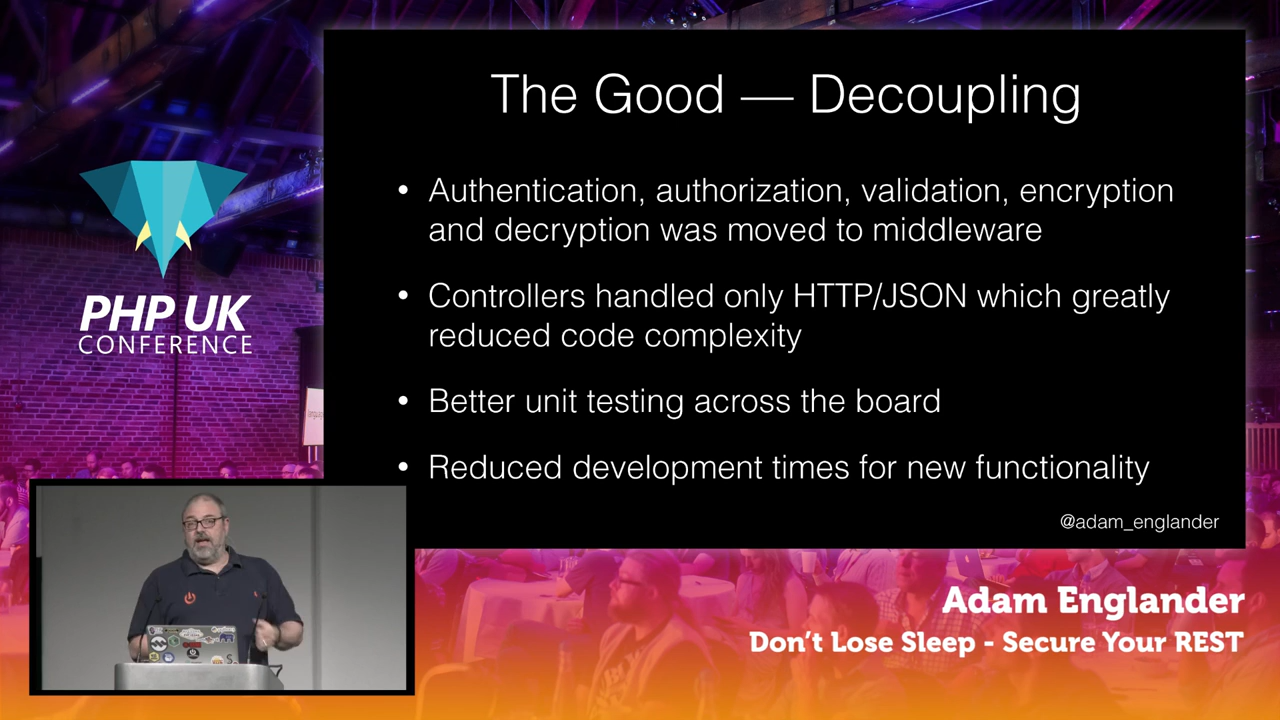 The Good — Decoupling
• Authentication, authorization, validation, encryption
and decryption was moved to middleware
• Controllers handled only HTTP/JSON which greatly
reduced code complexity
• Better unit testing across the board
• Reduced development times for new functionality
@adam_englander
PHP UK
CONFERENCE
Adam Englander
Don't Lose Sleep - Secure Your REST